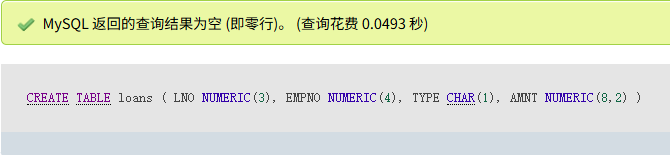 MySQL 返回的查询结果为空 (即零行)。 (查询花费 0.0493 秒)
CREATE TABLE loans ( LNO NUMERIC(3), EMPNO NUMERIC(4), TYPE CHAR(1), AMNT NUMERIC(8,2) )